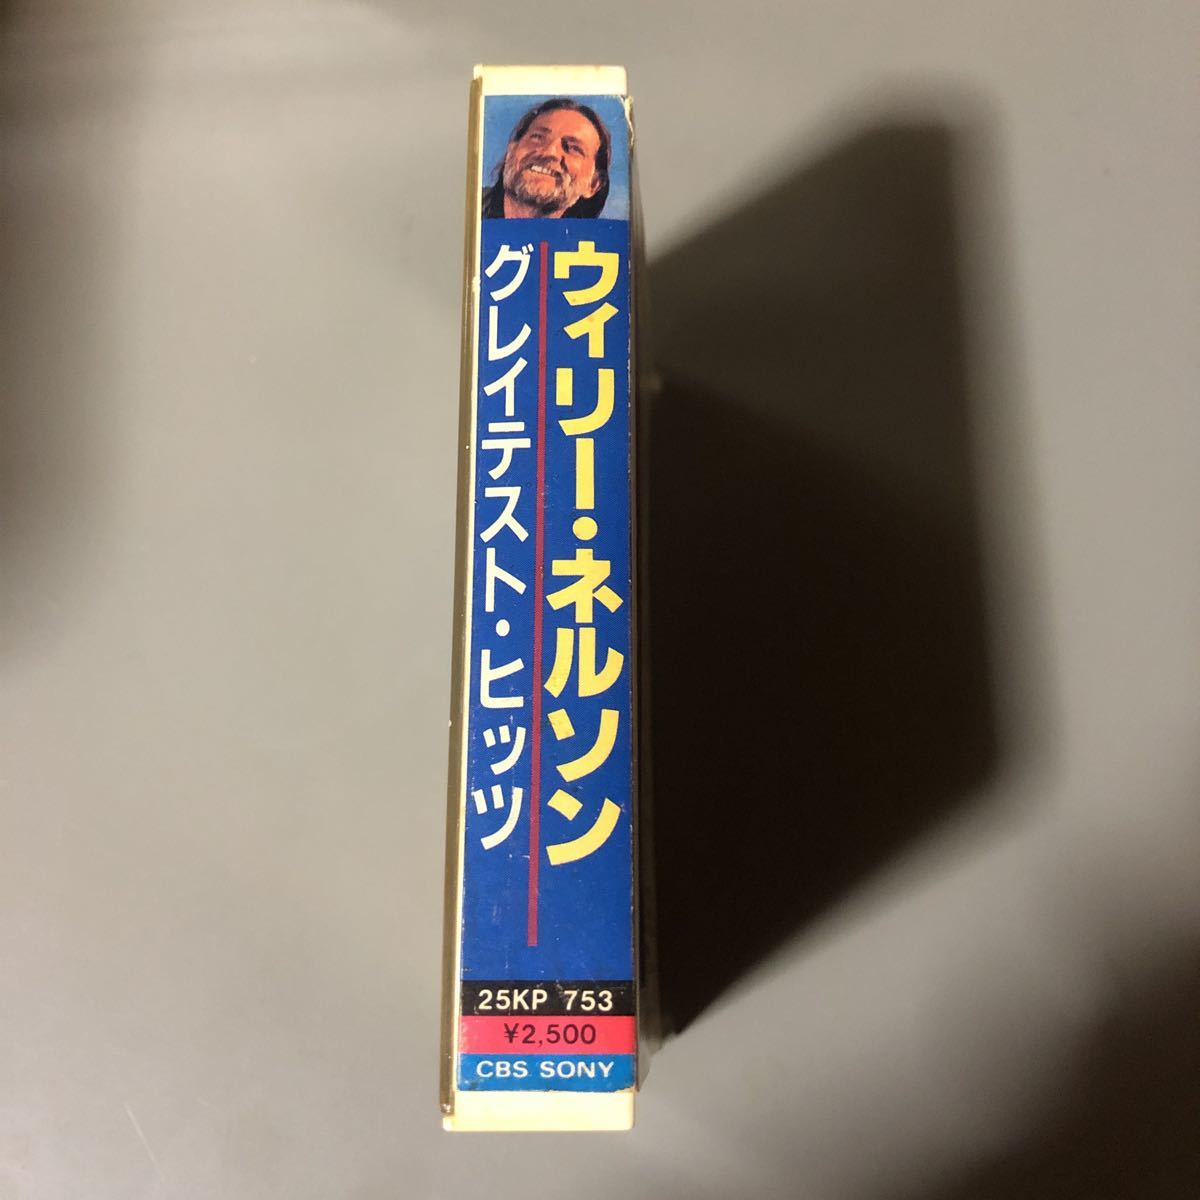 ウィリー・ネルソン
グレイテスト・ヒッツ
25KP 753
¥2,500
CBS SONY